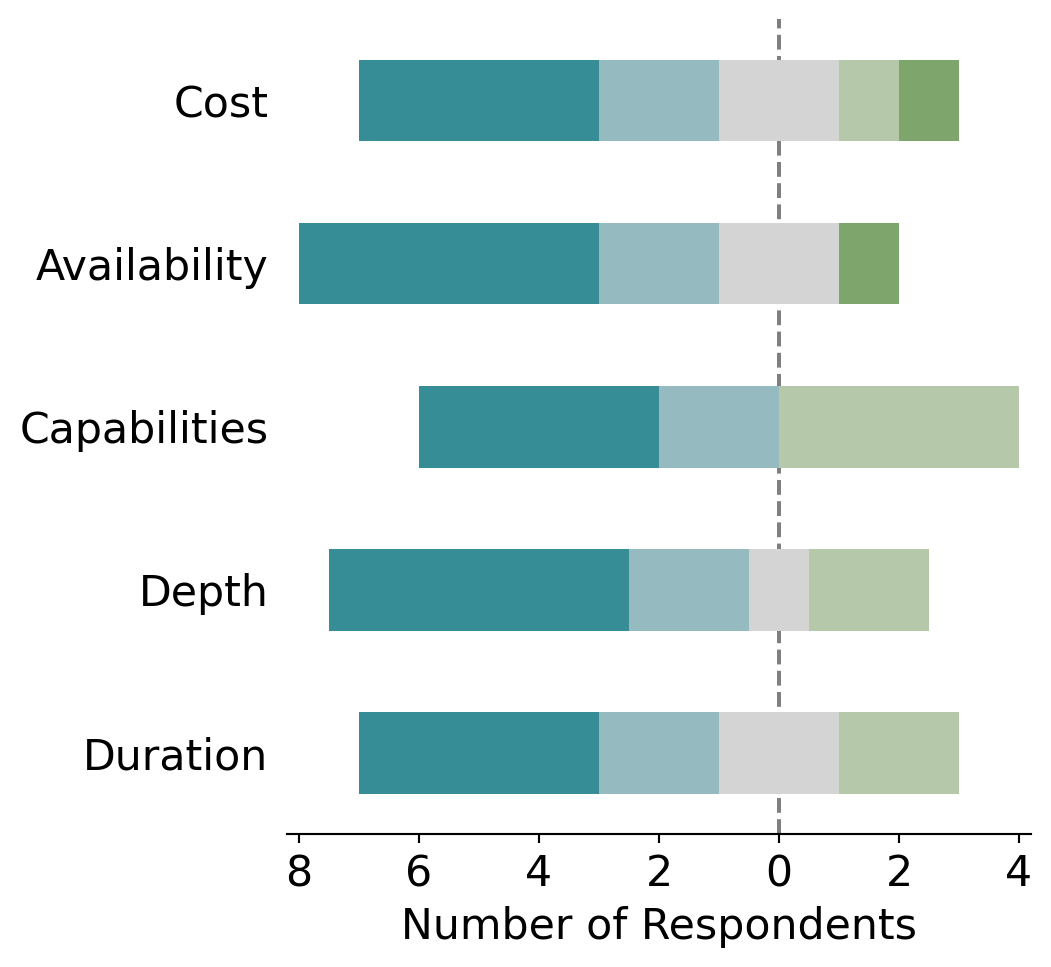 Cost
Availability
Capabilities
Depth
Duration
8 6 4 2 0 2 4
Number of Respondents